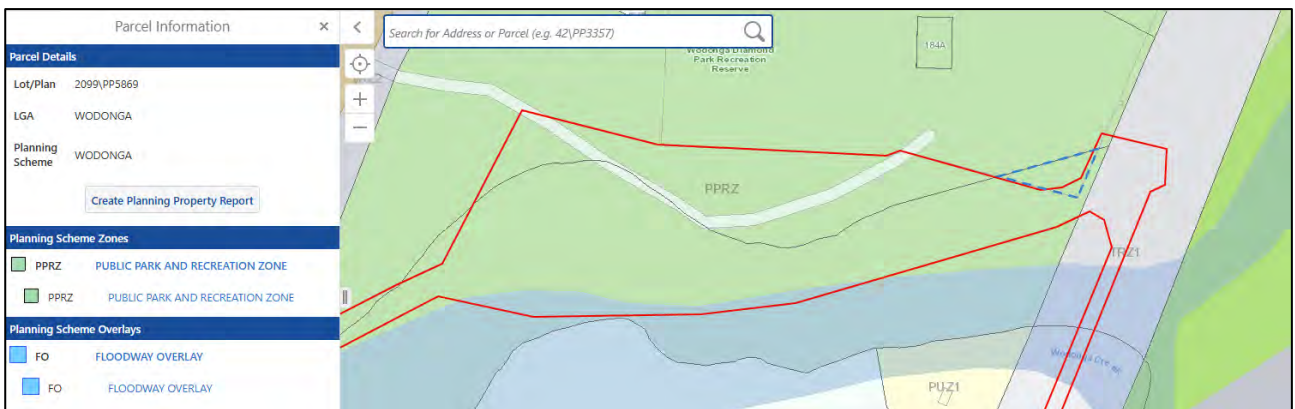 Parcel Information
×
Parcel Details
Lot/Plan 2099\PP5869
LGA WODONGA
Planning Scheme WODONGA
Create Planning Property Report
Planning Scheme Zones
PPRZ PUBLIC PARK AND RECREATION ZONE
PPRZ PUBLIC PARK AND RECREATION ZONE
Planning Scheme Overlays
FO FLOODWAY OVERLAY
FO FLOODWAY OVERLAY
Search for Address or Parcel (e.g. 42\PP3357)
Wodonga Diamond
Park Recreation
Reserve
184A
PPRZ
TRZ1
PUZ1